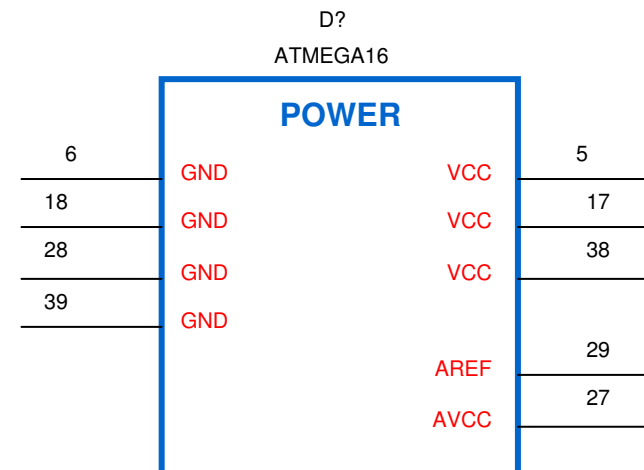 D?
ATMEGA16
POWER
6 GND VCC 5
18 GND VCC 17
28 GND VCC 38
39 GND
AREF 29
AVCC 27